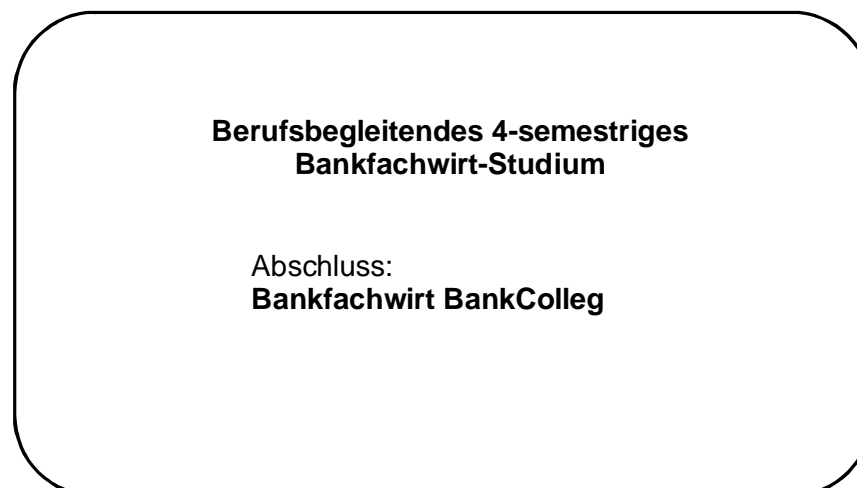 Berufsbegleitendes 4-semestriges
Bankfachwirt-Studium
Abschluss:
Bankfachwirt BankColleg